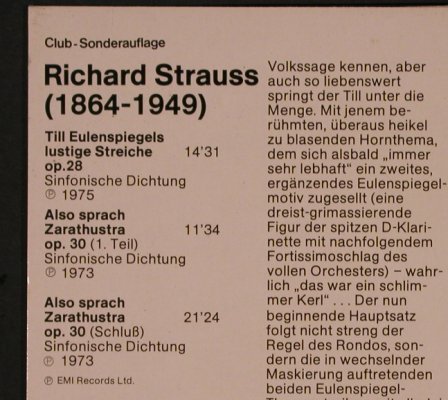 Club-Sonderauflage
Richard Strauss
(1864-1949)
Till Eulenspiegels
lustige Streiche 14'31
op.28
Sinfonische Dichtung
℗ 1975
Also sprach
Zarathustra 11'34
op. 30 (1. Teil)
Sinfonische Dichtung
℗ 1973
Also sprach
Zarathustra 21'24
op. 30 (Schluß)
Sinfonische Dichtung
℗ 1973
℗ EMI Records Ltd.
Volkssage kennen, aber
auch so liebenswert
springt der Till unter die
Menge. Mit jenem be-
rühmten, überaus heikel
zu blasenden Hornthema,
dem sich alsbald „immer
sehr lebhaft“ ein zweites,
ergänzendes Eulenspiegel-
motiv zugesellt (eine
dreist-grimassierende
Figur der spitzen D-Klari-
nette mit nachfolgendem
Fortissimoschlag des
vollen Orchesters) – wahr-
lich „das war ein schlim-
mer Kerl“ . . . Der nun
beginnende Hauptsatz
folgt nicht streng der
Regel des Rondos, son-
dern die in wechselnder
Maskierung auftretenden
beiden Eulenspiegel-